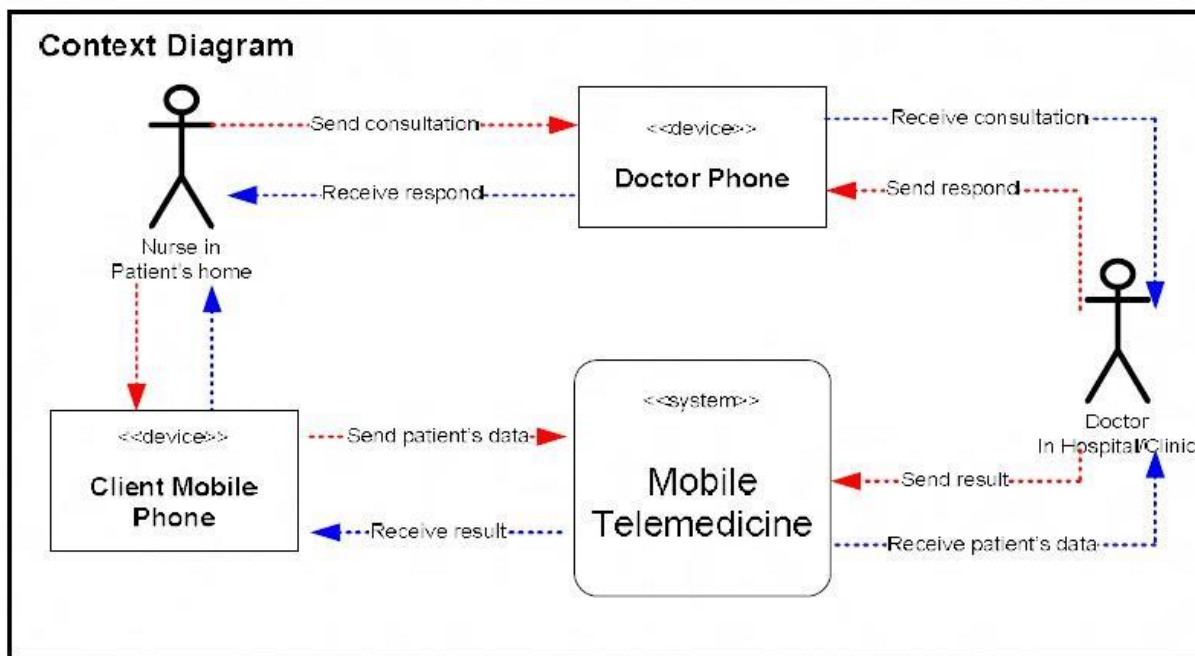 Context Diagram
Send consultation
<<device>>
Doctor Phone
Receive consultation
Receive respond
Send respond
Nurse in
Patient's home
<<device>>
Client Mobile
Phone
Send patient's data
Receive result
<<system>>
Mobile
Telemedicine
Doctor
In Hospital/Clinic
Send result
Receive patient's data